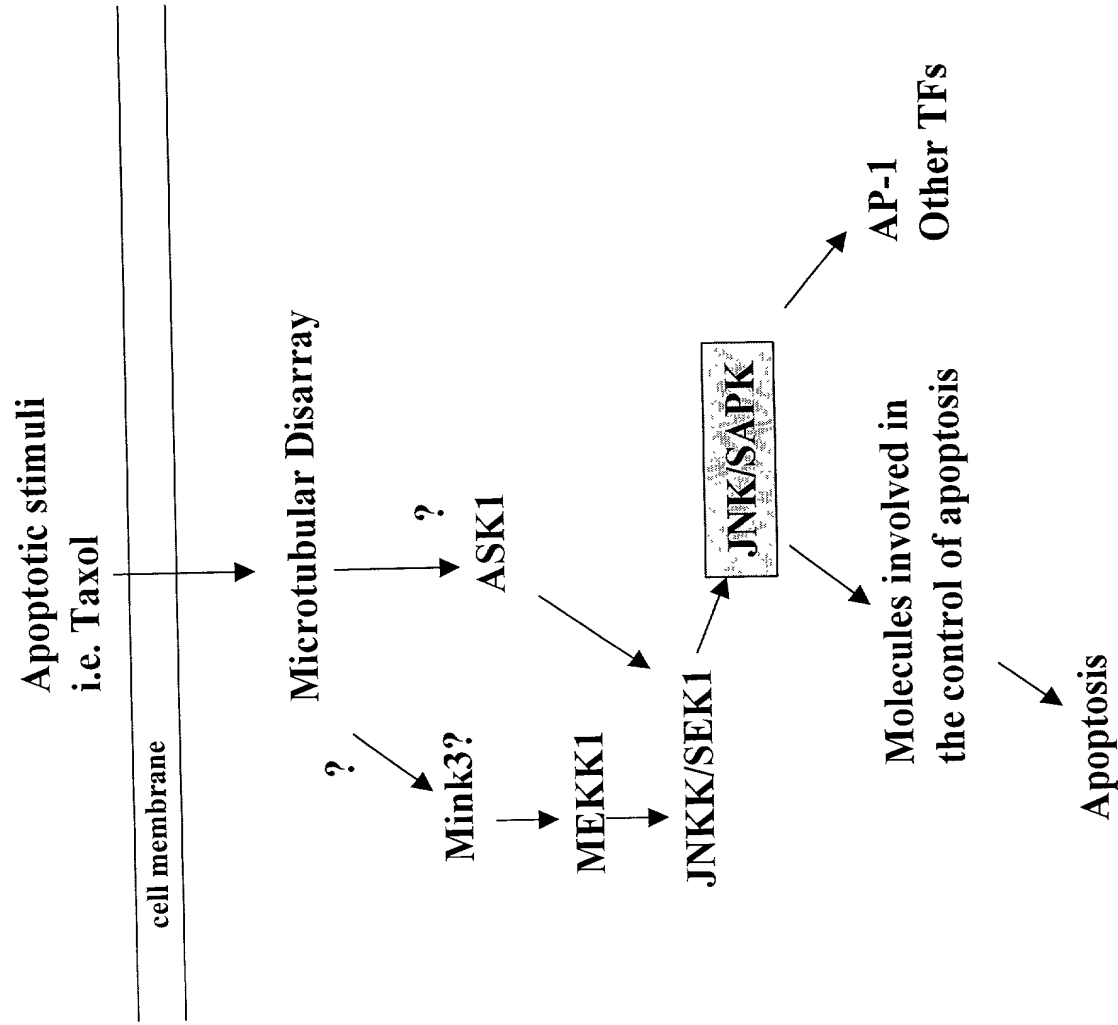 Apoptotic stimuli
i.e. Taxol
cell membrane
Microtubular Disarray
?
?
Mink3?
ASK1
MEKK1
JNKK/SEK1
JNK/SAPK
Molecules involved in
the control of apoptosis
AP-1
Other TFs
Apoptosis